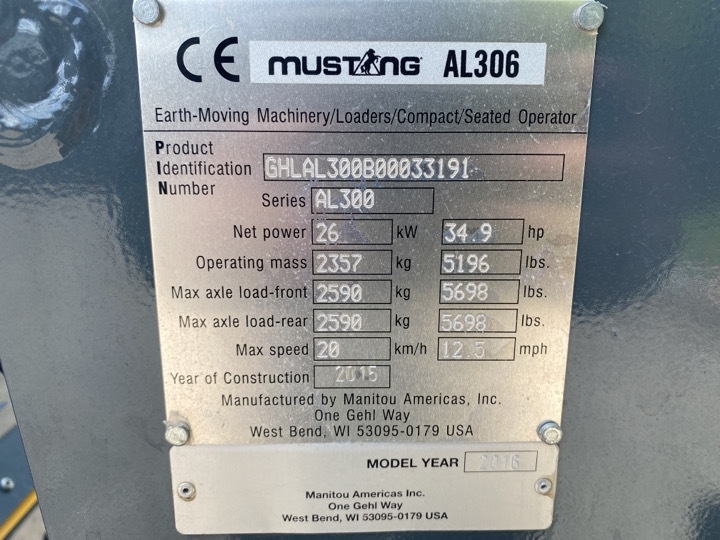 CE MUSTANG AL306
Earth-Moving Machinery/Loaders/Compact/Seated Operator
Product
Identification GHLAL300B00033191
Number
Series AL300
Net power 26 kW 34.9 hp
Operating mass 2357 kg 5196 lbs.
Max axle load-front 2590 kg 5698 lbs.
Max axle load-rear 2590 kg 5698 lbs.
Max speed 20 km/h 12.5 mph
Year of Construction 2015
Manufactured by Manitou Americas, Inc.
One Gehl Way
West Bend, WI 53095-0179 USA
MODEL YEAR 2016
Manitou Americas Inc.
One Gehl Way
West Bend, WI 53095-0179 USA